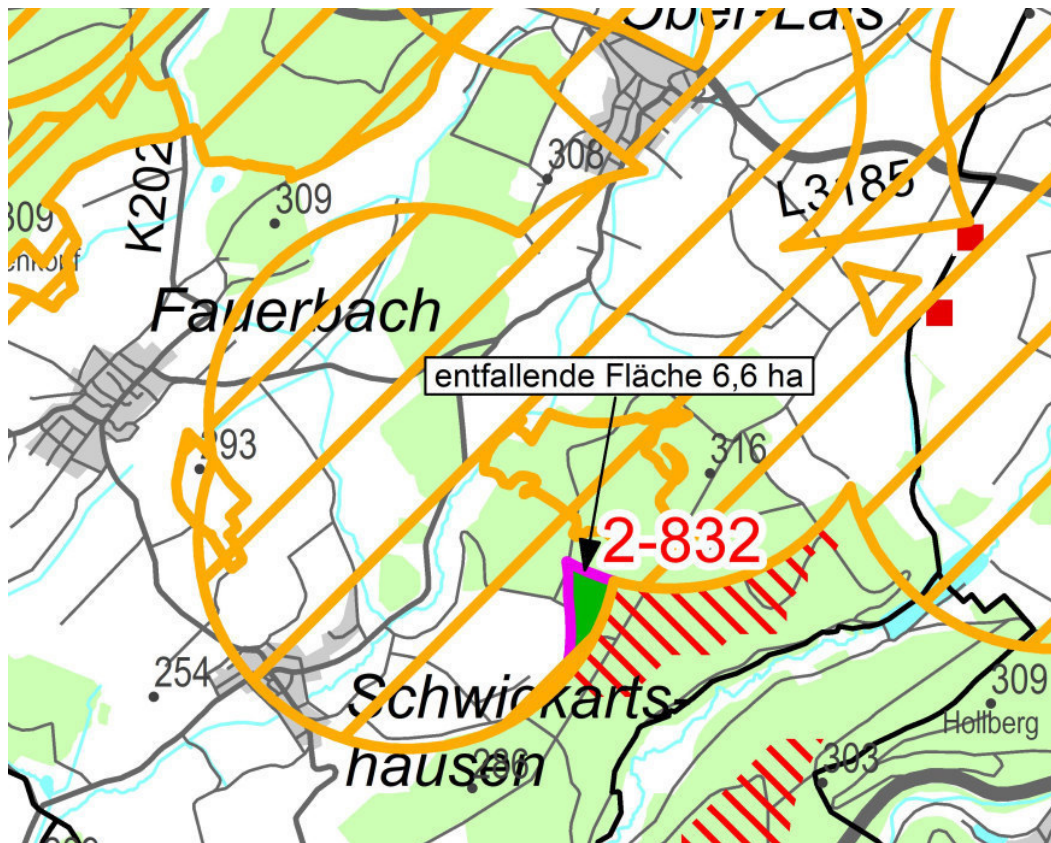 Ober-Lais
308
K202
309
L3185
309
Fauerbach
entfallende Fläche 6,6 ha
293
316
2-832
254
Schwickarts-
hausen
286
309
Hollberg
303